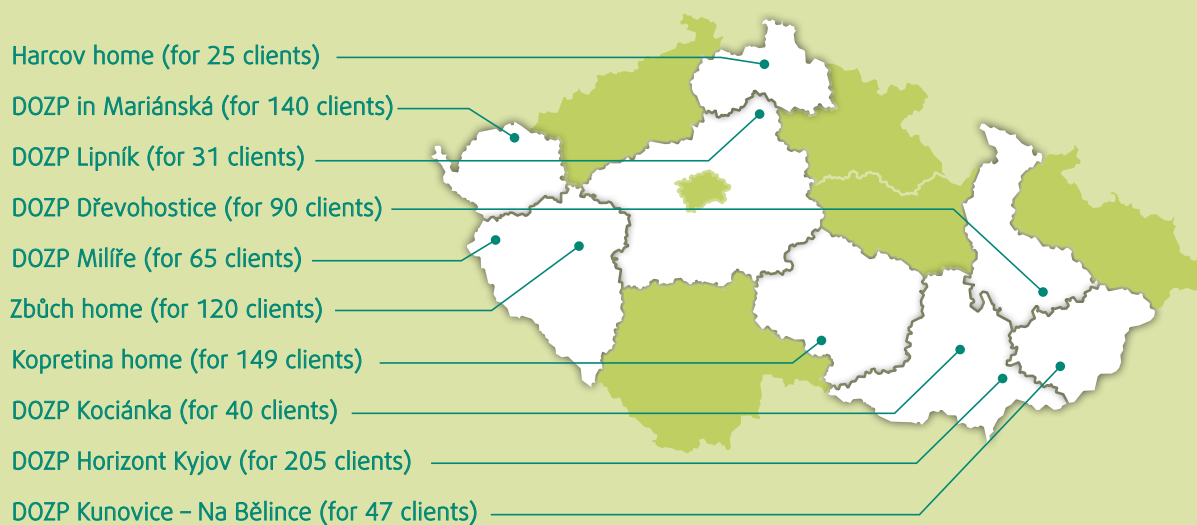 Harcov home (for 25 clients)
DOZP in Mariánská (for 140 clients)
DOZP Lipník (for 31 clients)
DOZP Dřevohostice (for 90 clients)
DOZP Milíře (for 65 clients)
Zbůch home (for 120 clients)
Kopretina home (for 149 clients)
DOZP Kociánka (for 40 clients)
DOZP Horizont Kyjov (for 205 clients)
DOZP Kunovice – Na Bělince (for 47 clients)